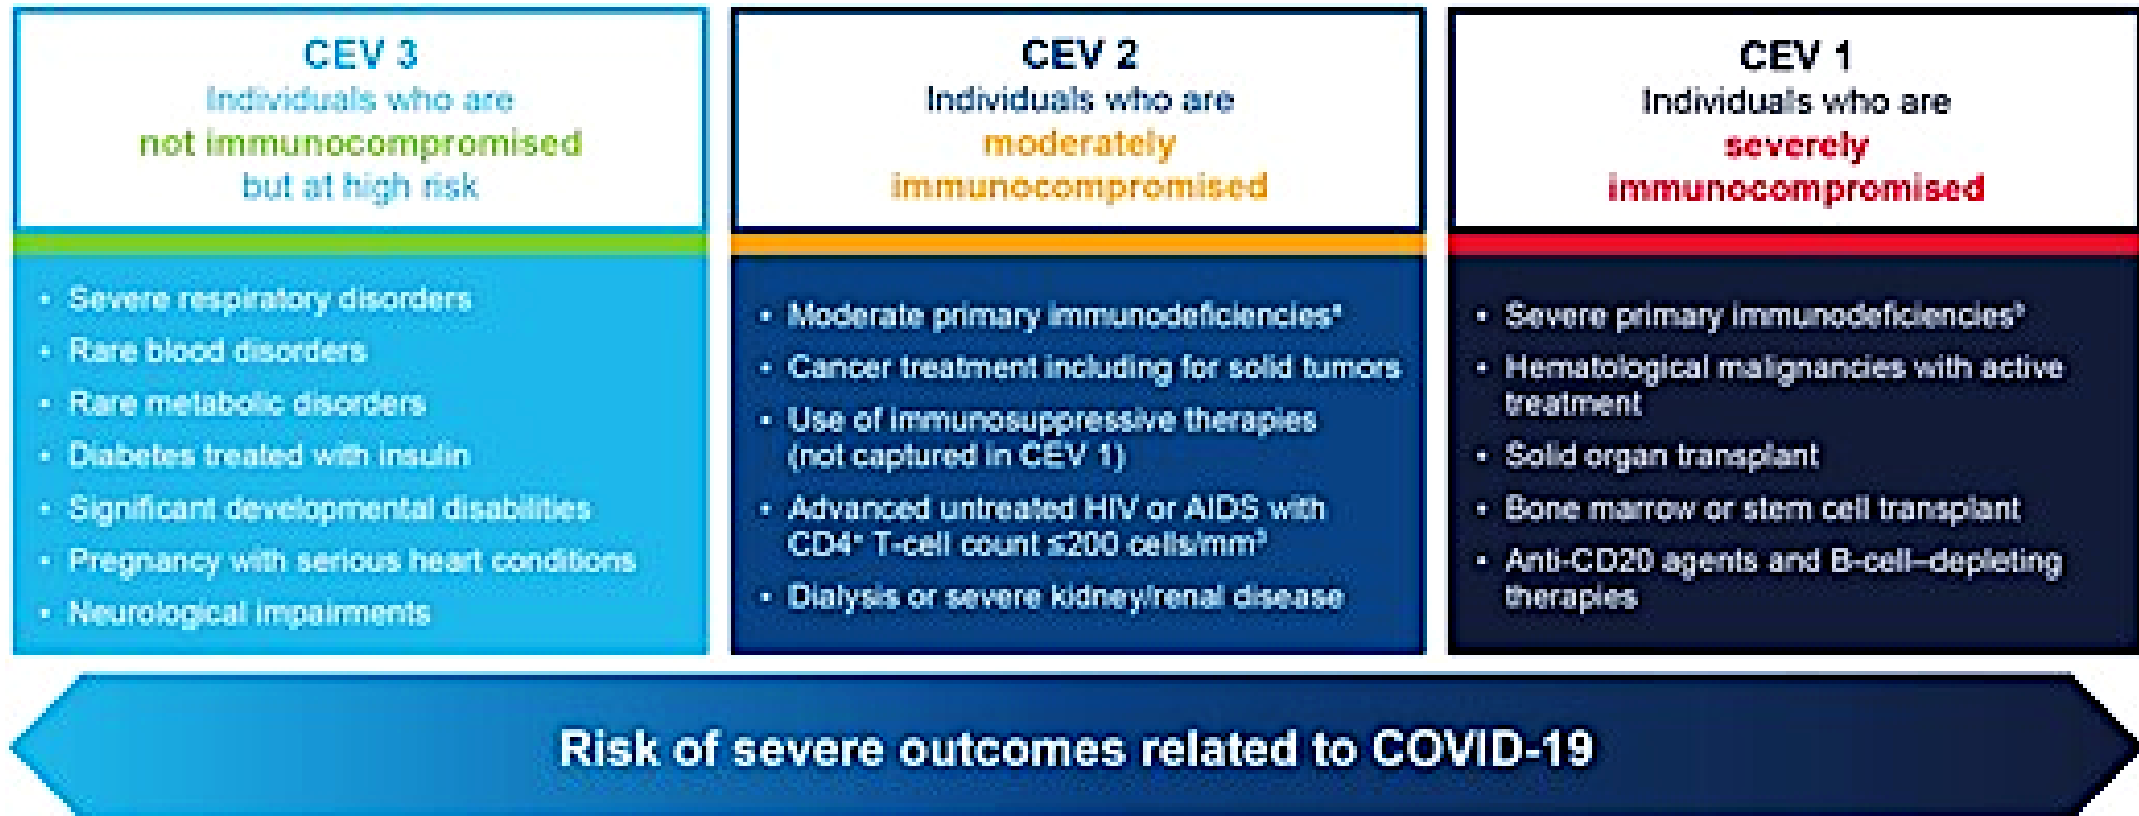 CEV 3
Individuals who are
not immunocompromised
but at high risk
• Severe respiratory disorders
• Rare blood disorders
• Rare metabolic disorders
• Diabetes treated with insulin
• Significant developmental disabilities
• Pregnancy with serious heart conditions
• Neurological impairments
CEV 2
Individuals who are
moderately
immunocompromised
• Moderate primary immunodeficiencies
• Cancer treatment including for solid tumors
• Use of immunosuppressive therapies
(not captured in CEV 1)
• Advanced untreated HIV or AIDS with
CD4⁺ T-cell count ≤200 cells/mm³
• Dialysis or severe kidney/renal disease
CEV 1
Individuals who are
severely
immunocompromised
• Severe primary immunodeficiencies
• Hematological malignancies with active
treatment
• Solid organ transplant
• Bone marrow or stem cell transplant
• Anti-CD20 agents and B-cell–depleting
therapies
Risk of severe outcomes related to COVID-19